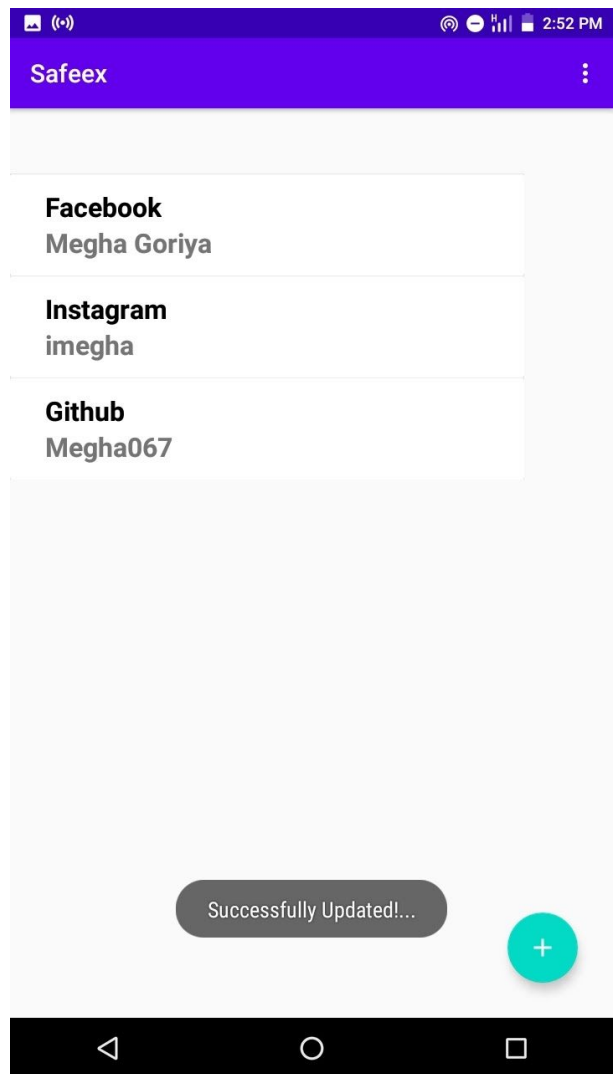 2:52 PM
Safeex
Facebook
Megha Goriya
Instagram
imegha
Github
Megha067
Successfully Updated!...